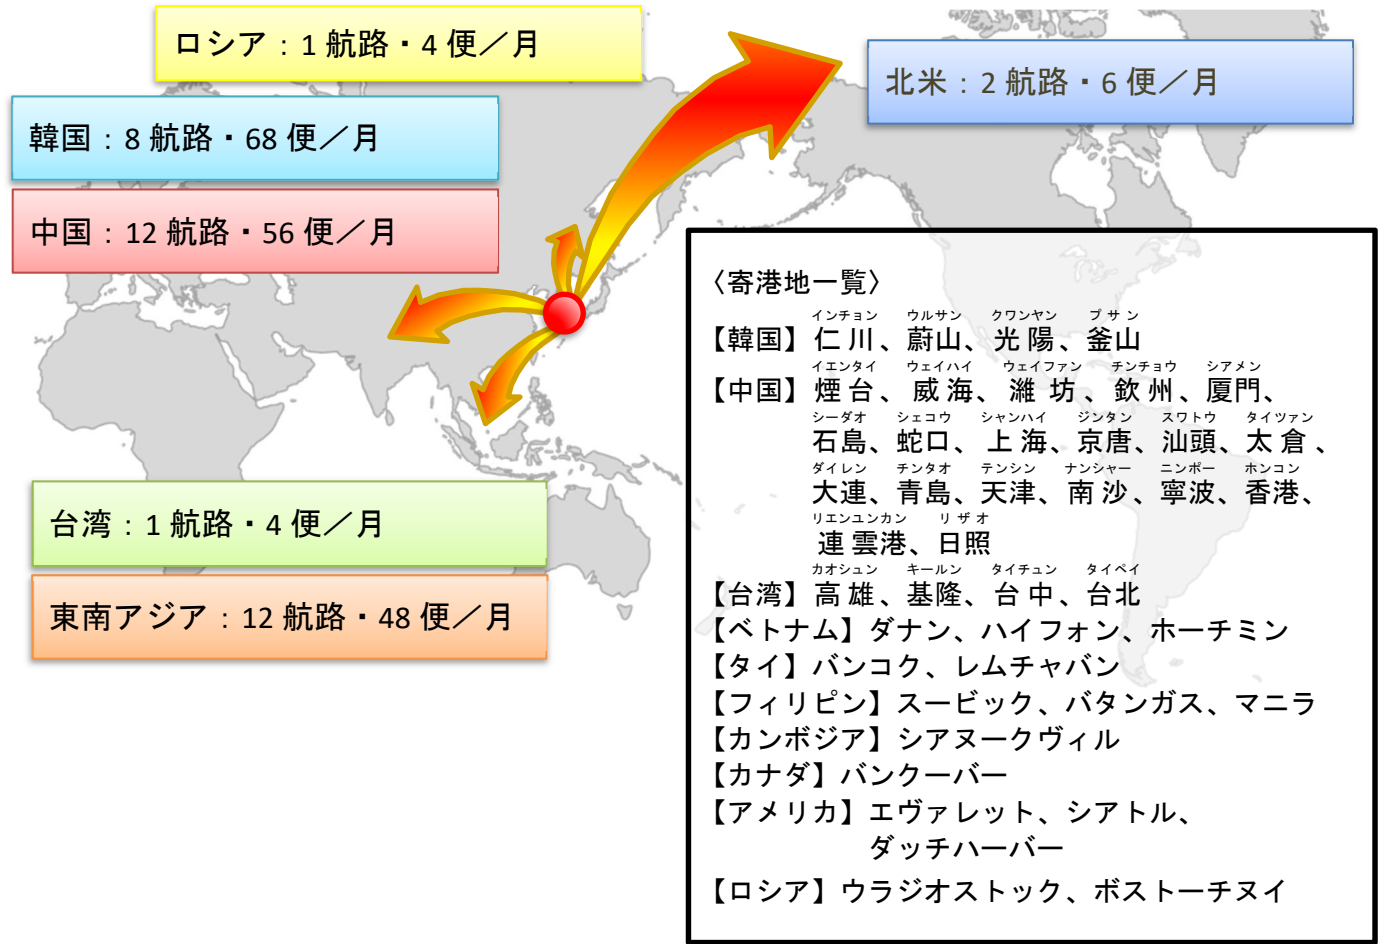 ロシア：1 航路・4 便／月
北米：2 航路・6 便／月
韓国：8 航路・68 便／月
中国：12 航路・56 便／月
台湾：1 航路・4 便／月
東南アジア：12 航路・48 便／月
〈寄港地一覧〉
インチョン ウルサン クワンヤン プサン
【韓国】仁川、蔚山、光陽、釜山
イエンタイ ウェイハイ ウェイファン チンチョウ シアメン
【中国】煙台、威海、濰坊、欽州、厦門、
シーダオ シェコウ シャンハイ ジンタン スワトウ タイツァン
石島、蛇口、上海、京唐、汕頭、太倉、
ダイレン チンタオ テンシン ナンシャー ニンポー ホンコン
大連、青島、天津、南沙、寧波、香港、
リエンユンカン リザオ
連雲港、日照
カオシュン キールン タイチュン タイペイ
【台湾】高雄、基隆、台中、台北
【ベトナム】ダナン、ハイフォン、ホーチミン
【タイ】バンコク、レムチャバン
【フィリピン】スービック、バタンガス、マニラ
【カンボジア】シアヌークヴィル
【カナダ】バンクーバー
【アメリカ】エヴァレット、シアトル、
ダッチハーバー
【ロシア】ウラジオストック、ボストーチヌイ